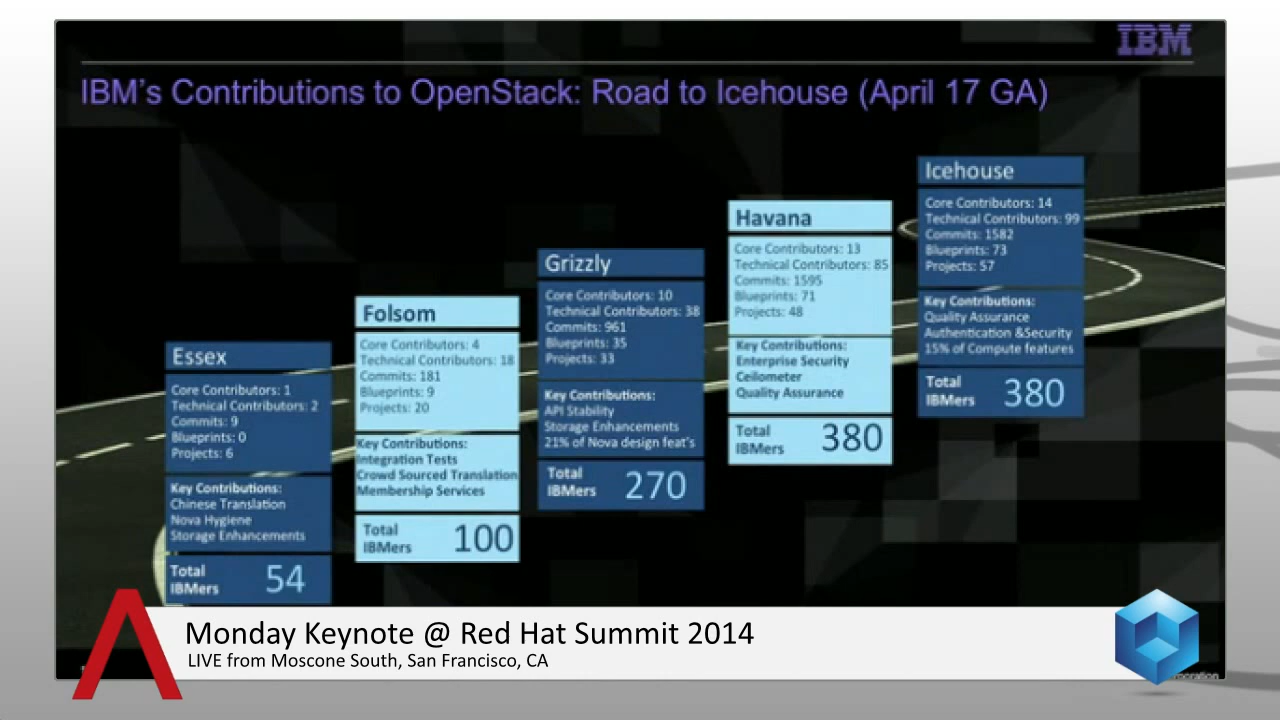 IBM
IBM's Contributions to OpenStack: Road to Icehouse (April 17 GA)
Essex
Core Contributors: 1
Technical Contributors: 2
Commits: 9
Blueprints: 0
Projects: 6
Key Contributions:
Chinese Translation
Nova Hygiene
Storage Enhancements
Total
IBMers
54
Folsom
Core Contributors: 4
Technical Contributors: 18
Commits: 181
Blueprints: 9
Projects: 20
Key Contributions:
Integration Tests
Crowd Sourced Translation
Membership Services
Total
IBMers
100
Grizzly
Core Contributors: 10
Technical Contributors: 38
Commits: 961
Blueprints: 35
Projects: 33
Key Contributions:
API Stability
Storage Enhancements
21% of Nova design feat's
Total
IBMers
270
Havana
Core Contributors: 13
Technical Contributors: 85
Commits: 1595
Blueprints: 71
Projects: 48
Key Contributions:
Enterprise Security
Ceilometer
Quality Assurance
Total
IBMers
380
Icehouse
Core Contributors: 14
Technical Contributors: 99
Commits: 1582
Blueprints: 73
Projects: 57
Key Contributions:
Quality Assurance
Authentication &Security
15% of Compute features
Total
IBMers
380
Monday Keynote @ Red Hat Summit 2014
LIVE from Moscone South, San Francisco, CA